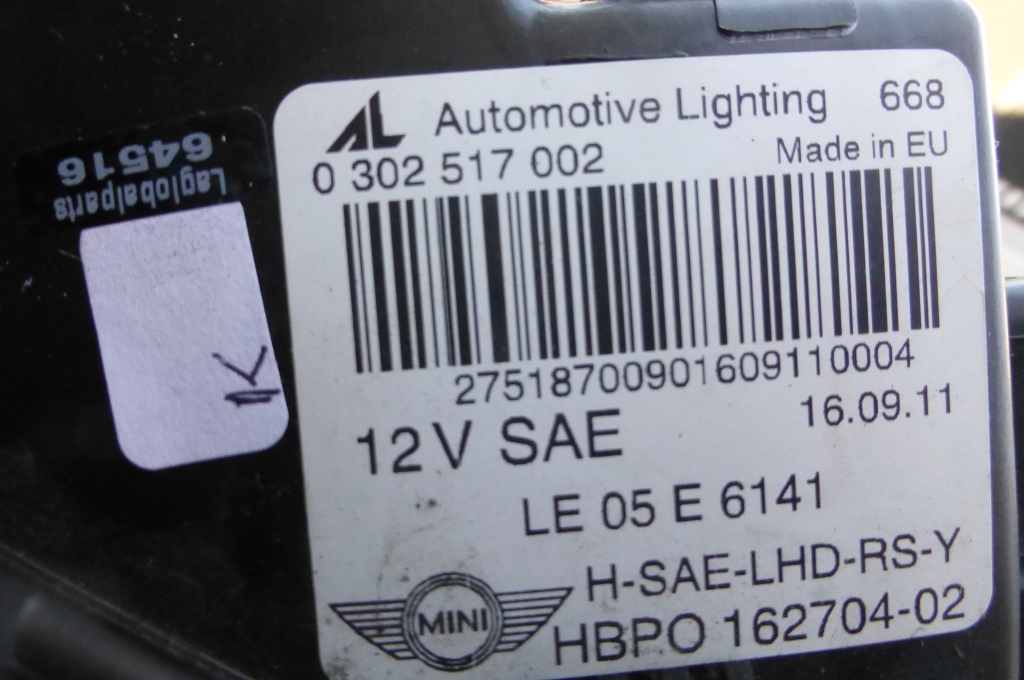 AL Automotive Lighting 668
0 302 517 002 Made in EU
27518700901609110004
12V SAE 16.09.11
LE 05 E 6141
H-SAE-LHD-RS-Y
MINI
HBPO 162704-02
Laglobalparts
64516